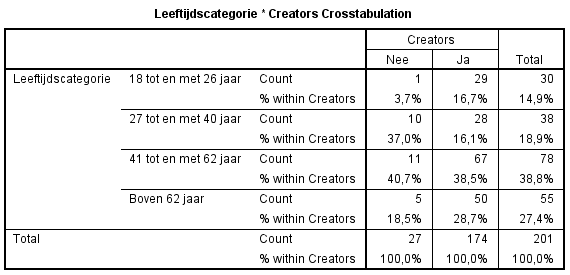 Leeftijdscategorie * Creators Crosstabulation
Creators
Nee Ja Total
Leeftijdscategorie 18 tot en met 26 jaar Count 1 29 30
% within Creators 3,7% 16,7% 14,9%
27 tot en met 40 jaar Count 10 28 38
% within Creators 37,0% 16,1% 18,9%
41 tot en met 62 jaar Count 11 67 78
% within Creators 40,7% 38,5% 38,8%
Boven 62 jaar Count 5 50 55
% within Creators 18,5% 28,7% 27,4%
Total Count 27 174 201
% within Creators 100,0% 100,0% 100,0%